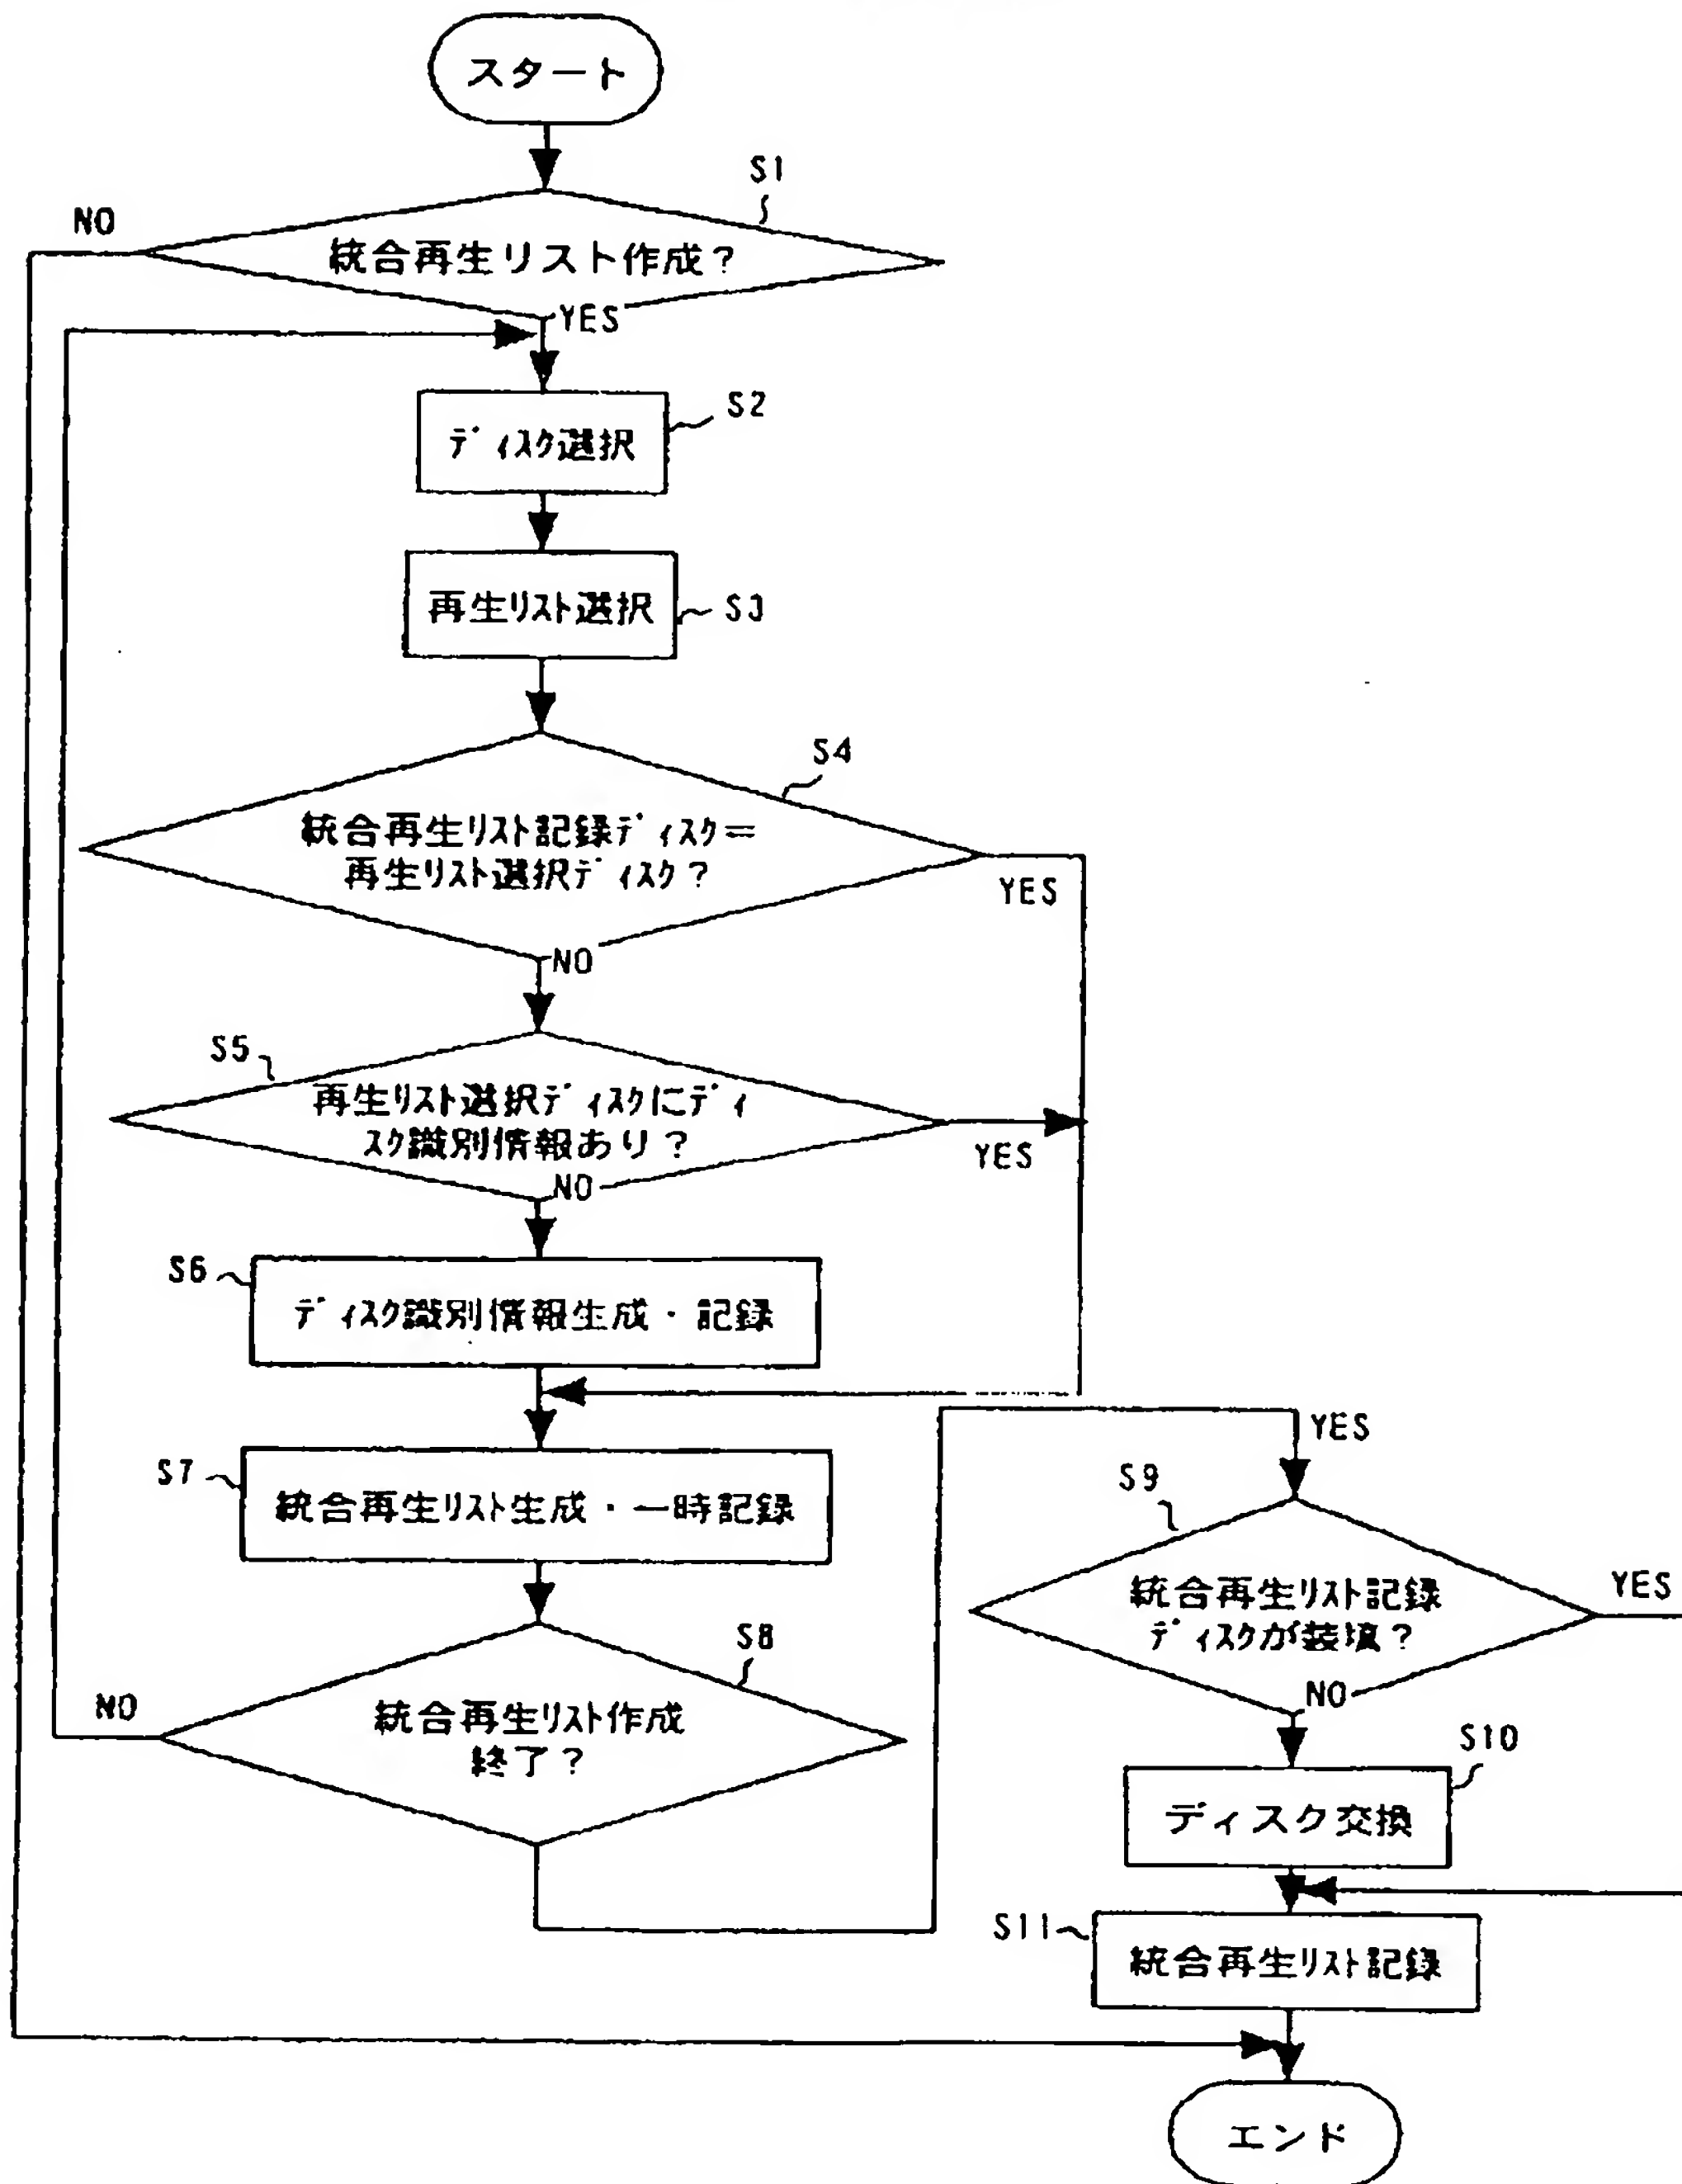 スタート
S1
NO
統合再生リスト作成?
YES
S2
ディスク選択
再生リスト選択
S3
S4
統合再生リスト記録ディスク=
再生リスト選択ディスク?
YES
NO
S5
再生リスト選択ディスクにディ
スク識別情報あり?
YES
NO
S6
ディスク識別情報生成・記録
S7
統合再生リスト生成・一時記録
S8
NO
統合再生リスト作成
終了?
YES
S9
統合再生リスト記録
ディスクが装填?
YES
NO
S10
ディスク交換
S11
統合再生リスト記録
エンド